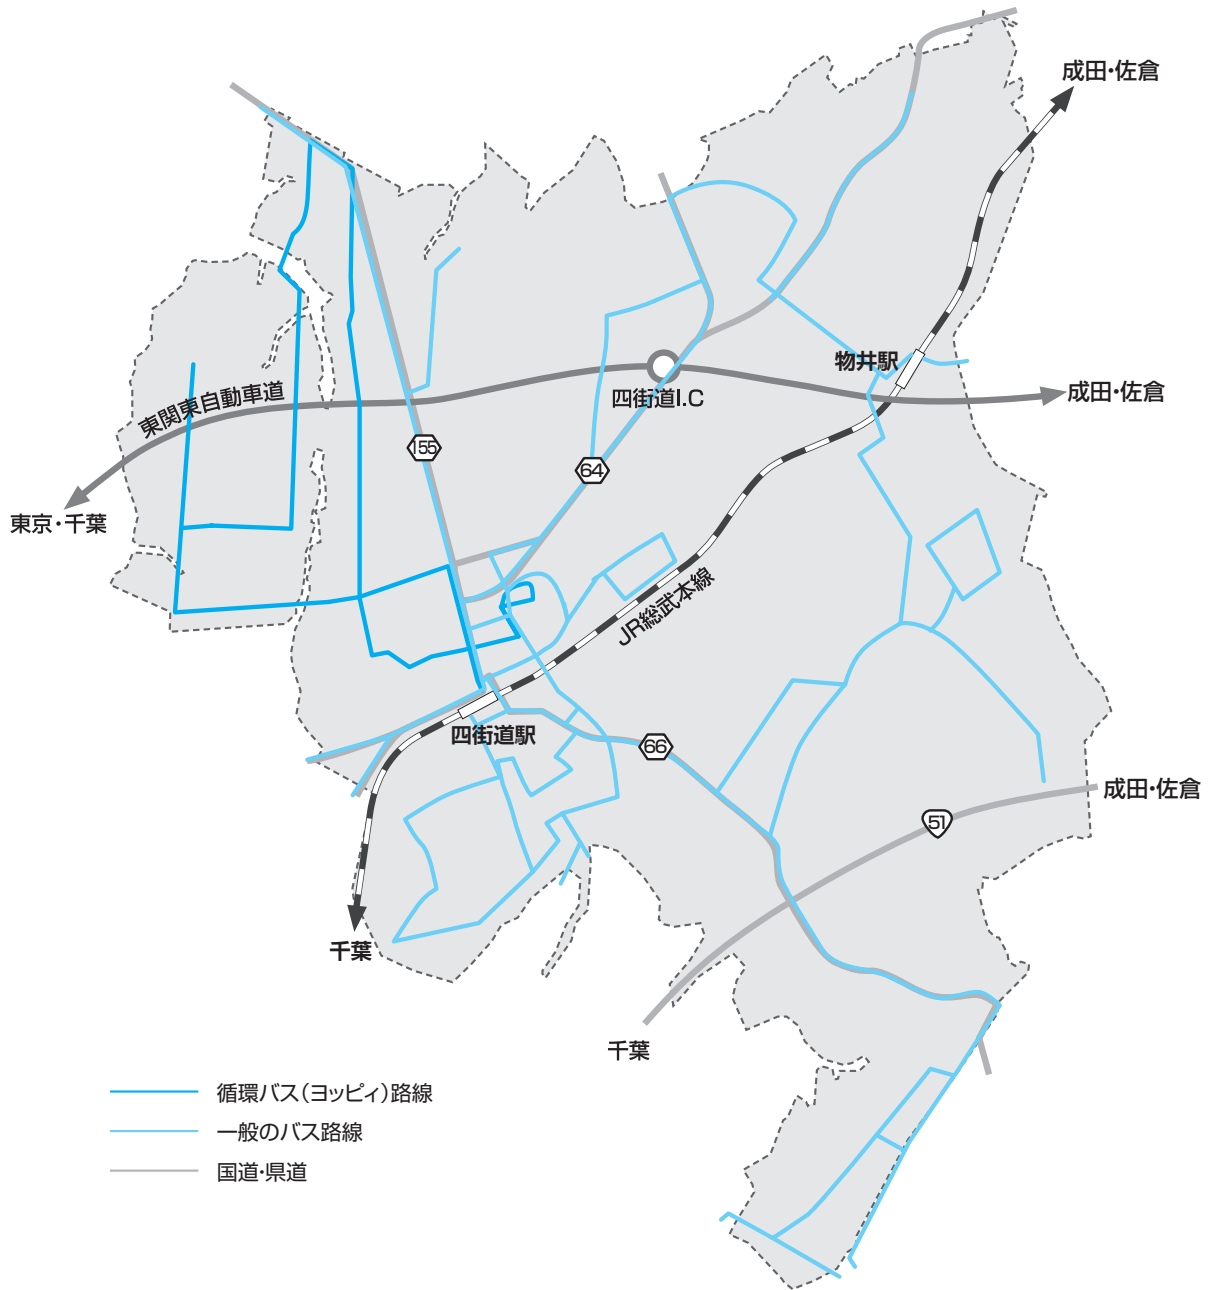 成田・佐倉
物井駅
成田・佐倉
四街道I.C
東関東自動車道
155
64
東京・千葉
JR総武本線
四街道駅
66
成田・佐倉
51
千葉
千葉
循環バス（ヨッピィ）路線
一般のバス路線
国道・県道